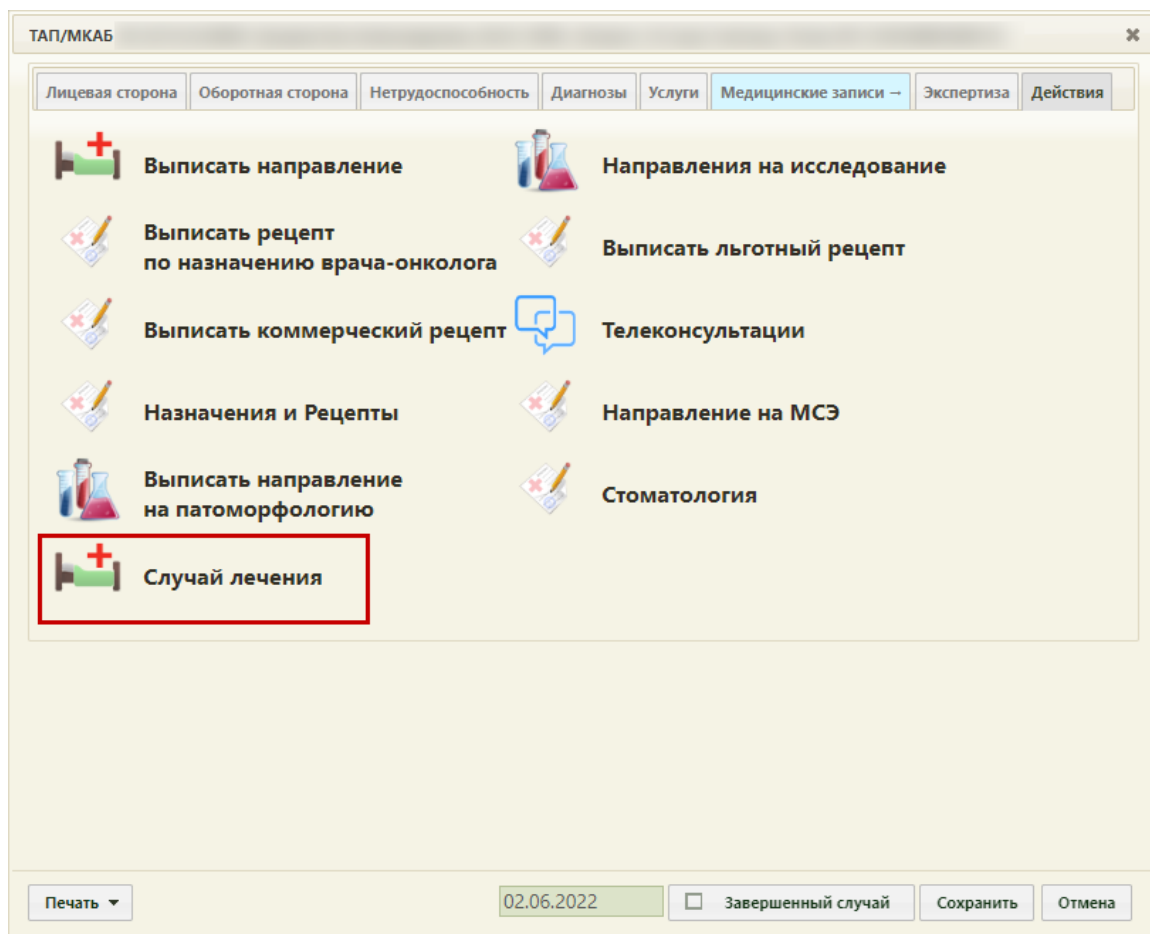 ТАП/МКАБ
Лицевая сторона Оборотная сторона Нетрудоспособность Диагнозы Услуги Медицинские записи → Экспертиза Действия
Выписать направление
Направления на исследование
Выписать рецепт
по назначению врача-онколога
Выписать льготный рецепт
Выписать коммерческий рецепт
Телеконсультации
Назначения и Рецепты
Направление на МСЭ
Выписать направление
на патоморфологию
Стоматология
Случай лечения
Печать 02.06.2022 Завершенный случай Сохранить Отмена